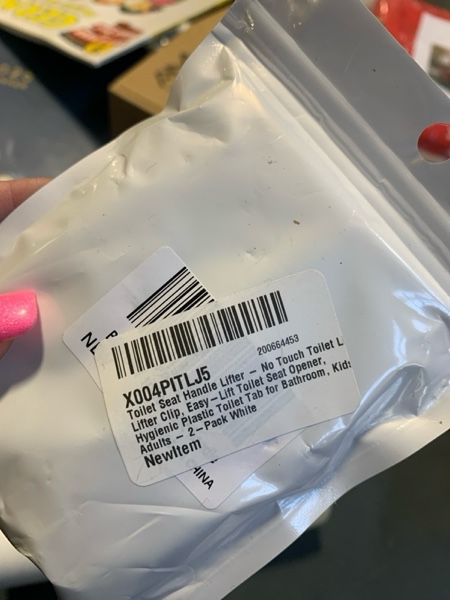 200664453
X004PITLJ5
Toilet Seat Handle Lifter – No Touch Toilet L
Lifter Clip, Easy-Lift Toilet Seat Opener,
Hygienic Plastic Toilet Tab for Bathroom, Kids
Adults – 2-Pack White
NewItem
HINA